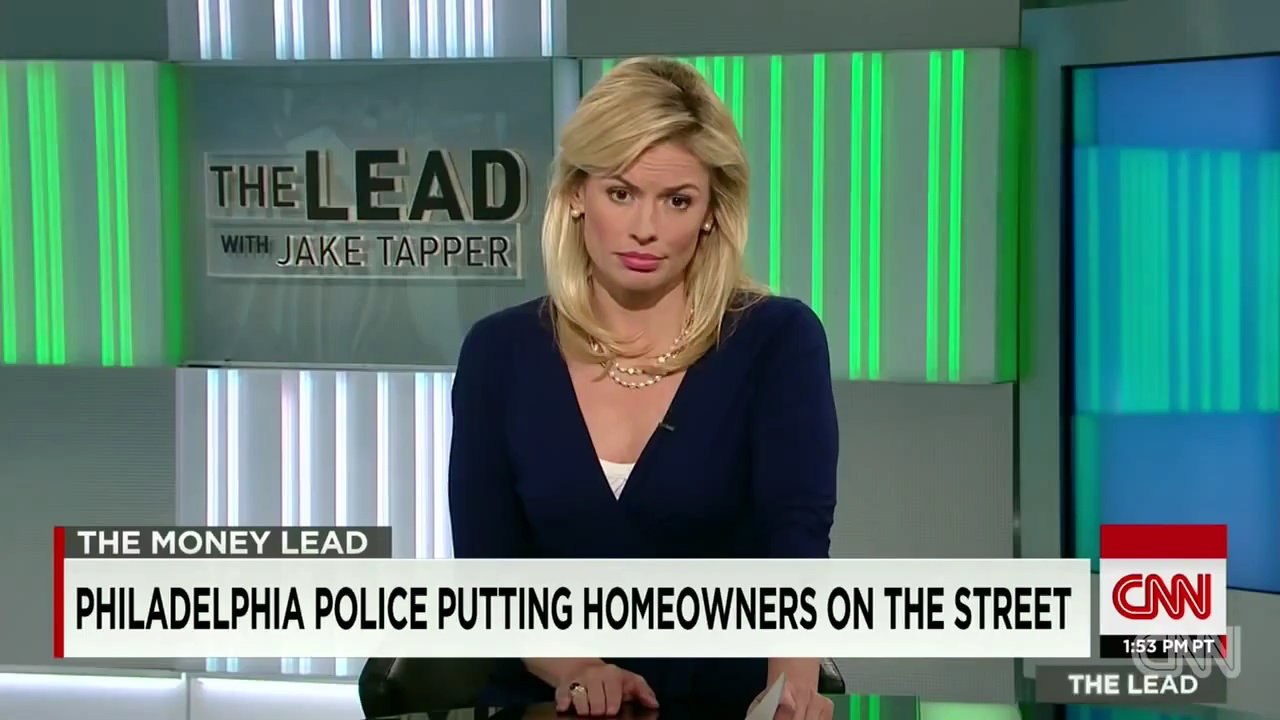 THE LEAD
WITH JAKE TAPPER
THE MONEY LEAD
PHILADELPHIA POLICE PUTTING HOMEOWNERS ON THE STREET
CNN
1:53 PM PT
CNN
THE LEAD